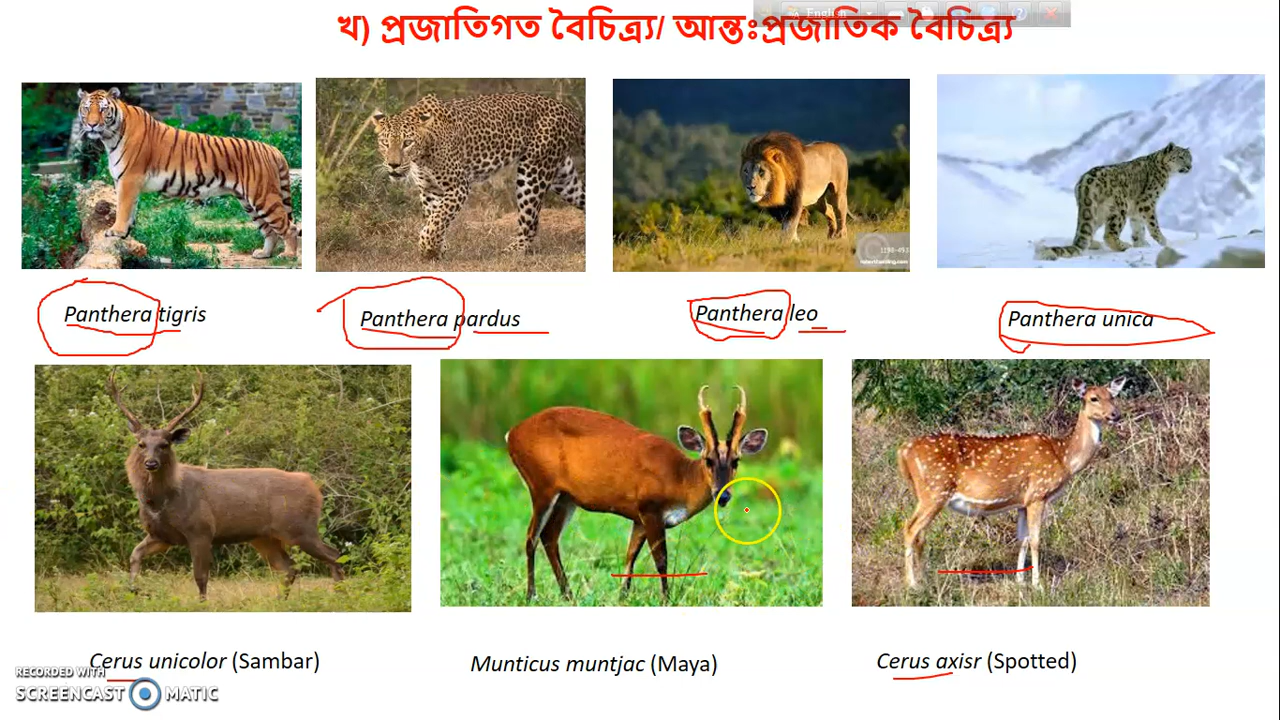 English
খ) প্রজাতিগত বৈচিত্র্য/ আন্তঃপ্রজাতিক বৈচিত্র্য
Panthera tigris
Panthera pardus
Panthera leo
Panthera unica
Cerus unicolor (Sambar)
Munticus muntjac (Maya)
Cerus axisr (Spotted)
RECORDED WITH
SCREENCAST MATIC